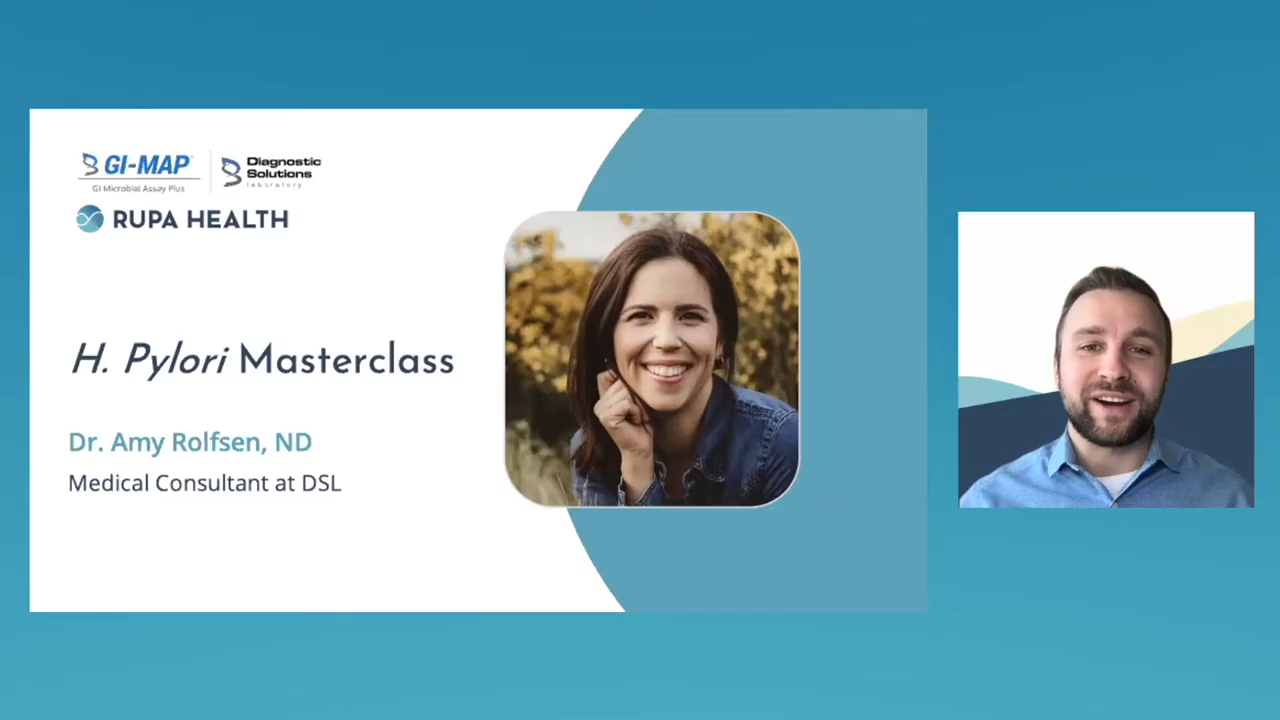 GI-MAP
GI Microbial Assay Plus
Diagnostic
Solutions
laboratory
RUPA HEALTH
H. Pylori Masterclass
Dr. Amy Rolfsen, ND
Medical Consultant at DSL